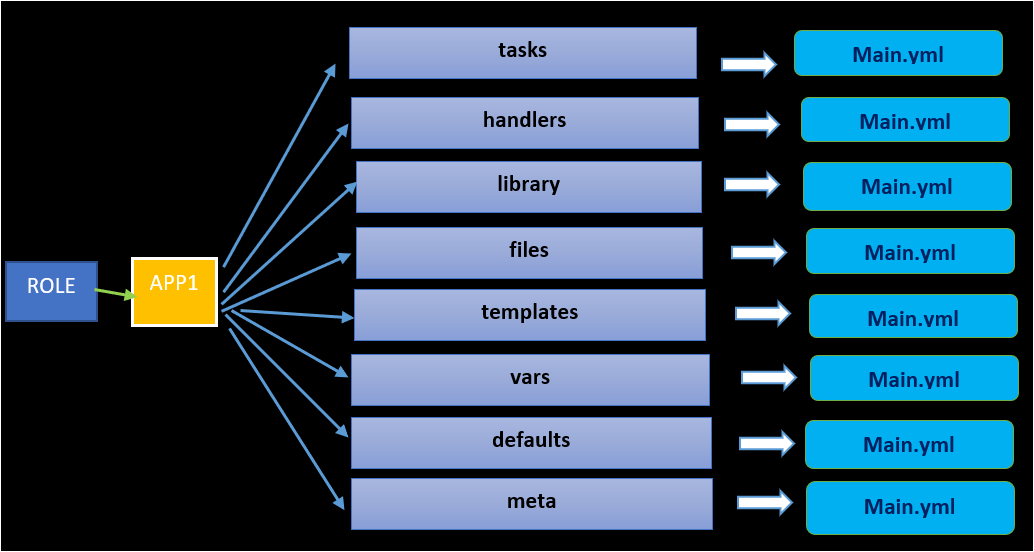 tasks
Main.yml
handlers
Main.yml
library
Main.yml
files
Main.yml
ROLE
APP1
templates
Main.yml
vars
Main.yml
defaults
Main.yml
meta
Main.yml